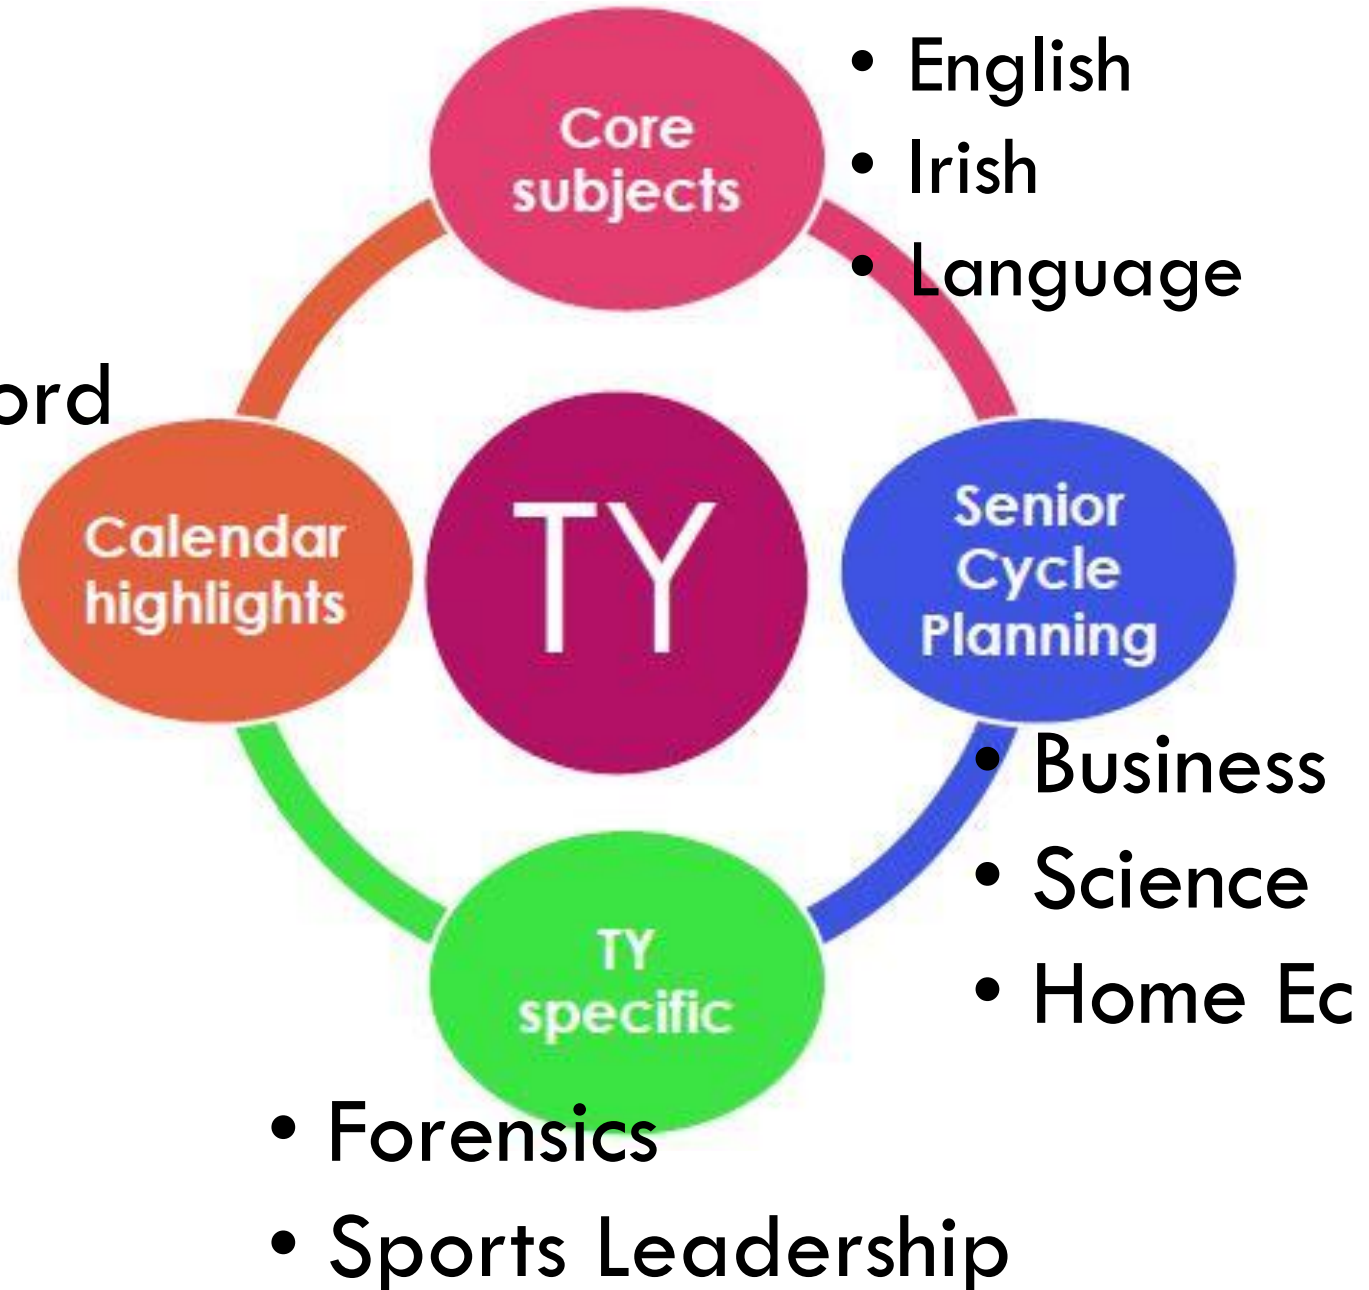 Core
subjects
• English
• Irish
• Language
Calendar
highlights
TY
Senior
Cycle
Planning
• Business
• Science
• Home Ec
TY
specific
• Forensics
• Sports Leadership